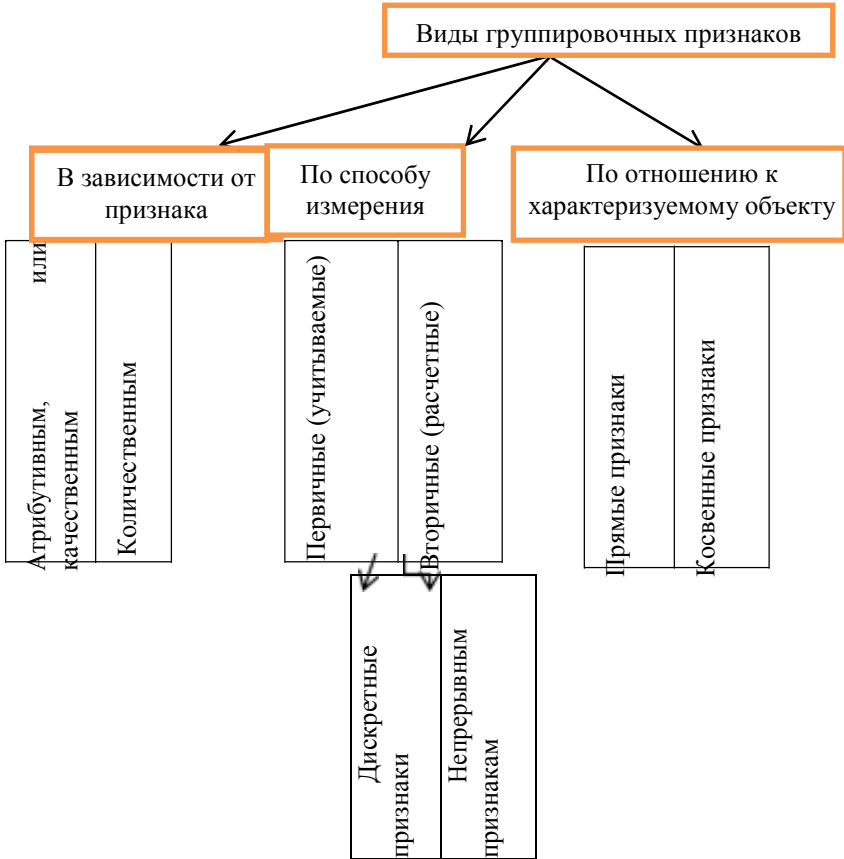 Виды группировочных признаков
В зависимости от
признака
По способу
измерения
По отношению к
характеризуемому объекту
Атрибутивным, или
качественным
Количественным
Первичные (учитываемые)
Вторичные (расчетные)
Прямые признаки
Косвенные признаки
Дискретные
признаки
Непрерывным
признакам